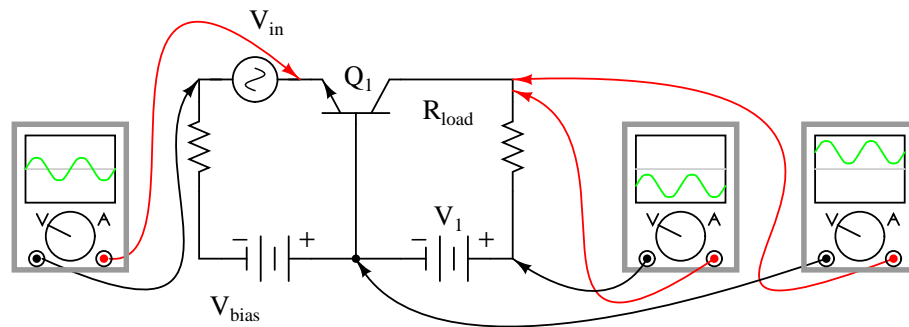 V_in
Q_1
R_load
V A
V A
V A
V_1
− +
− +
V_bias